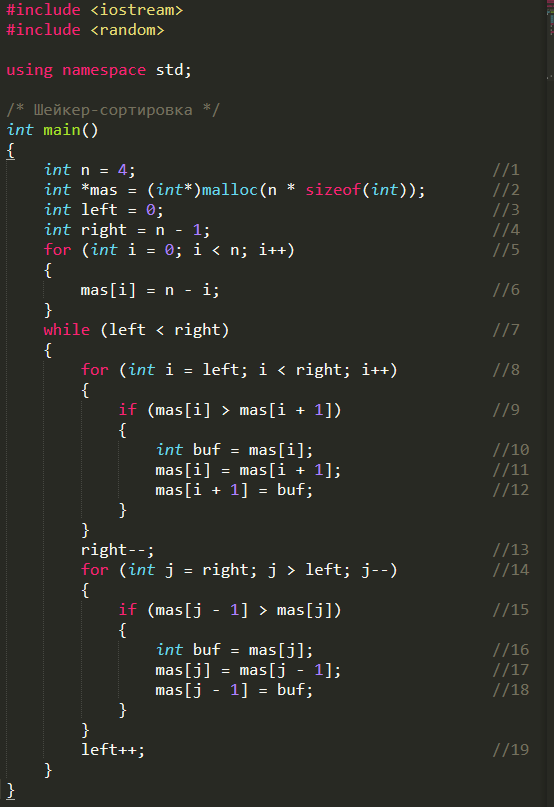 #include <iostream>
#include <random>

using namespace std;

/* Шейкер-сортировка */
int main()
{
    int n = 4;                                      //1
    int *mas = (int*)malloc(n * sizeof(int));       //2
    int left = 0;                                   //3
    int right = n - 1;                              //4
    for (int i = 0; i < n; i++)                     //5
    {
        mas[i] = n - i;                             //6
    }
    while (left < right)                            //7
    {
        for (int i = left; i < right; i++)          //8
        {
            if (mas[i] > mas[i + 1])                //9
            {
                int buf = mas[i];                   //10
                mas[i] = mas[i + 1];                //11
                mas[i + 1] = buf;                   //12
            }
        }
        right--;                                    //13
        for (int j = right; j > left; j--)          //14
        {
            if (mas[j - 1] > mas[j])                //15
            {
                int buf = mas[j];                   //16
                mas[j] = mas[j - 1];                //17
                mas[j - 1] = buf;                   //18
            }
        }
        left++;                                     //19
    }
}